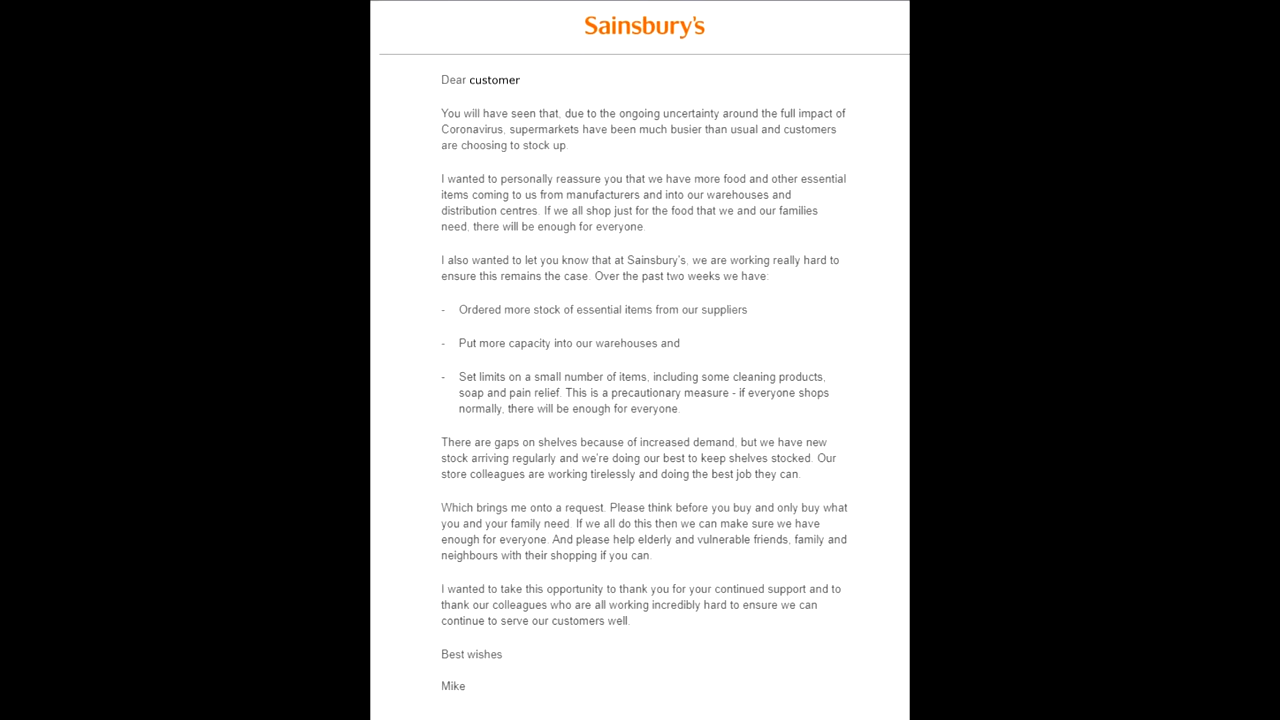 Sainsbury's
Dear customer
You will have seen that, due to the ongoing uncertainty around the full impact of
Coronavirus, supermarkets have been much busier than usual and customers
are choosing to stock up.
I wanted to personally reassure you that we have more food and other essential
items coming to us from manufacturers and into our warehouses and
distribution centres. If we all shop just for the food that we and our families
need, there will be enough for everyone.
I also wanted to let you know that at Sainsbury's, we are working really hard to
ensure this remains the case. Over the past two weeks we have:
- Ordered more stock of essential items from our suppliers
- Put more capacity into our warehouses and
- Set limits on a small number of items, including some cleaning products,
soap and pain relief. This is a precautionary measure - if everyone shops
normally, there will be enough for everyone.
There are gaps on shelves because of increased demand, but we have new
stock arriving regularly and we're doing our best to keep shelves stocked. Our
store colleagues are working tirelessly and doing the best job they can.
Which brings me onto a request. Please think before you buy and only buy what
you and your family need. If we all do this then we can make sure we have
enough for everyone. And please help elderly and vulnerable friends, family and
neighbours with their shopping if you can.
I wanted to take this opportunity to thank you for your continued support and to
thank our colleagues who are all working incredibly hard to ensure we can
continue to serve our customers well.
Best wishes
Mike